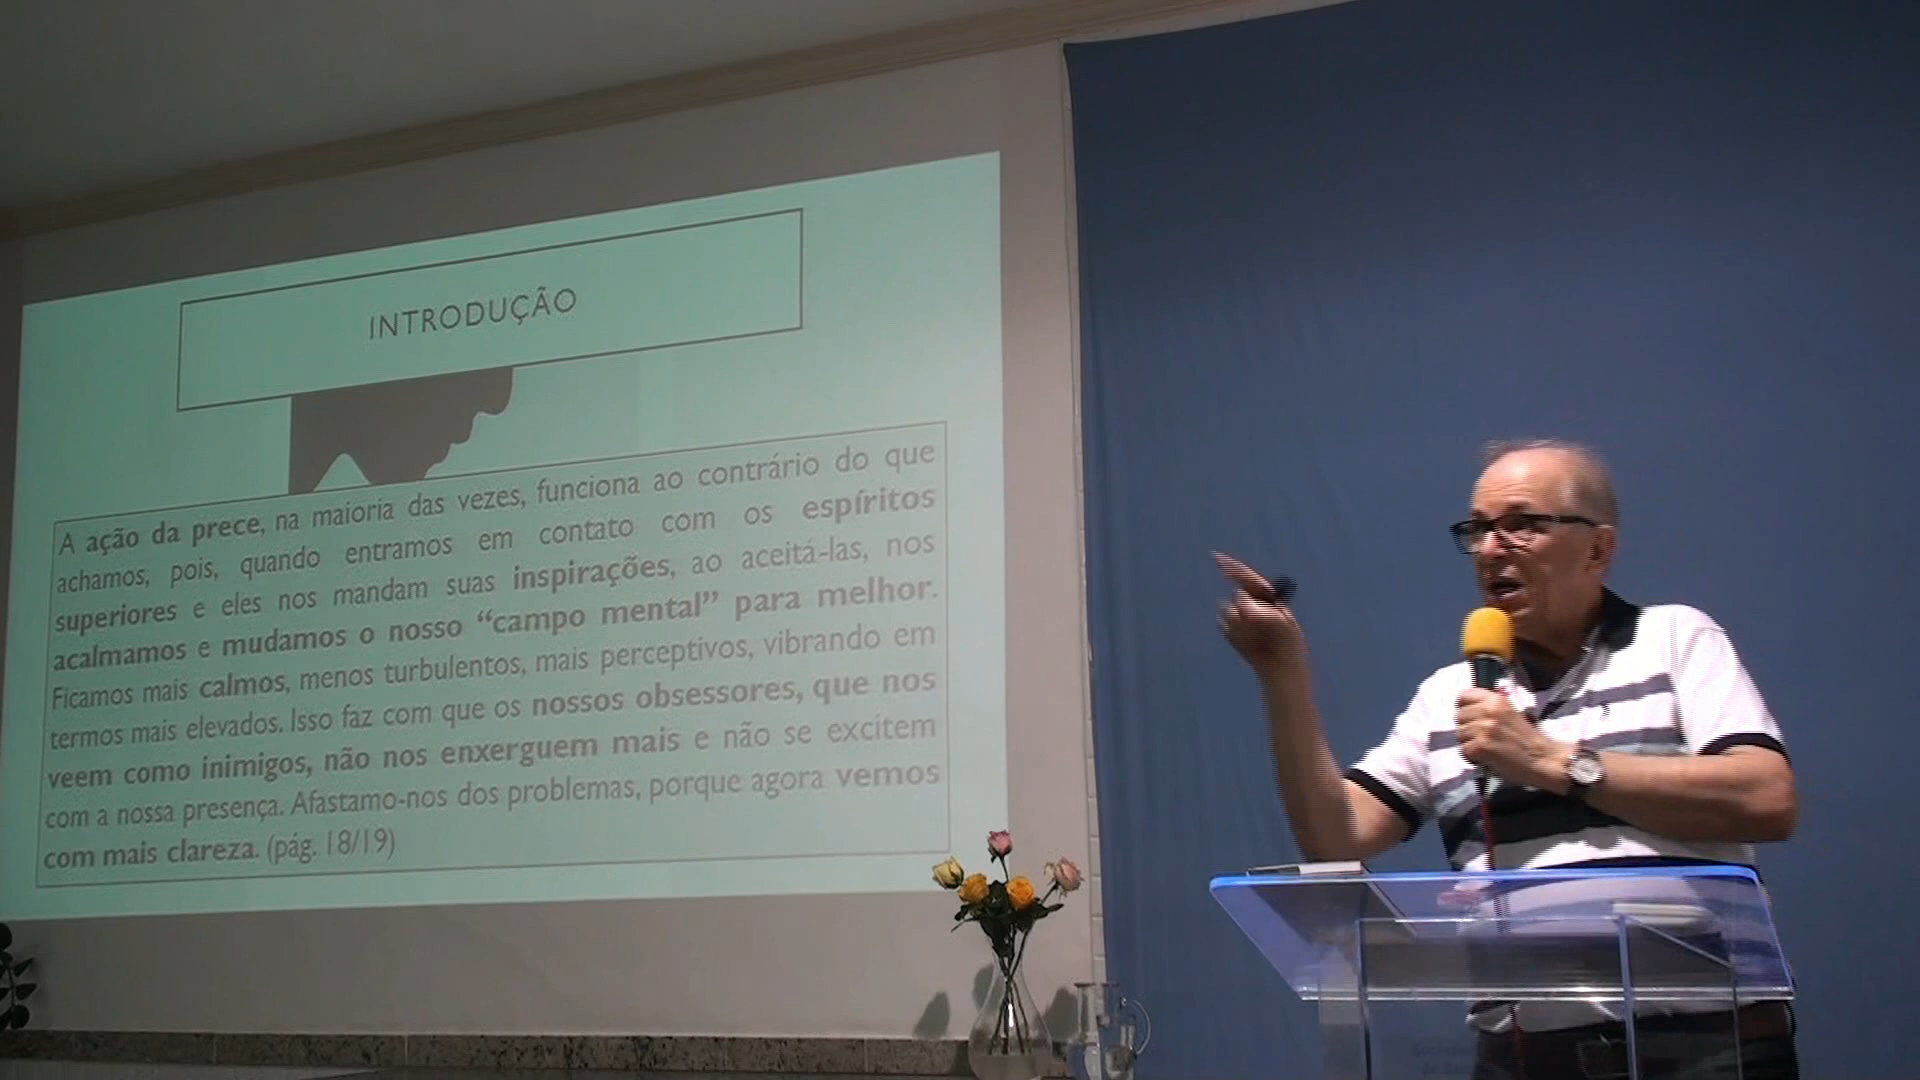 INTRODUÇÃO
A ação da prece, na maioria das vezes, funciona ao contrário do que
achamos, pois, quando entramos em contato com os espíritos
superiores e eles nos mandam suas inspirações, ao aceitá-las, nos
acalmamos e mudamos o nosso “campo mental” para melhor.
Ficamos mais calmos, menos turbulentos, mais perceptivos, vibrando em
termos mais elevados. Isso faz com que os nossos obsessores, que nos
veem como inimigos, não nos enxerguem mais e não se excitem
com a nossa presença. Afastamo-nos dos problemas, porque agora vemos
com mais clareza. (pág. 18/19)